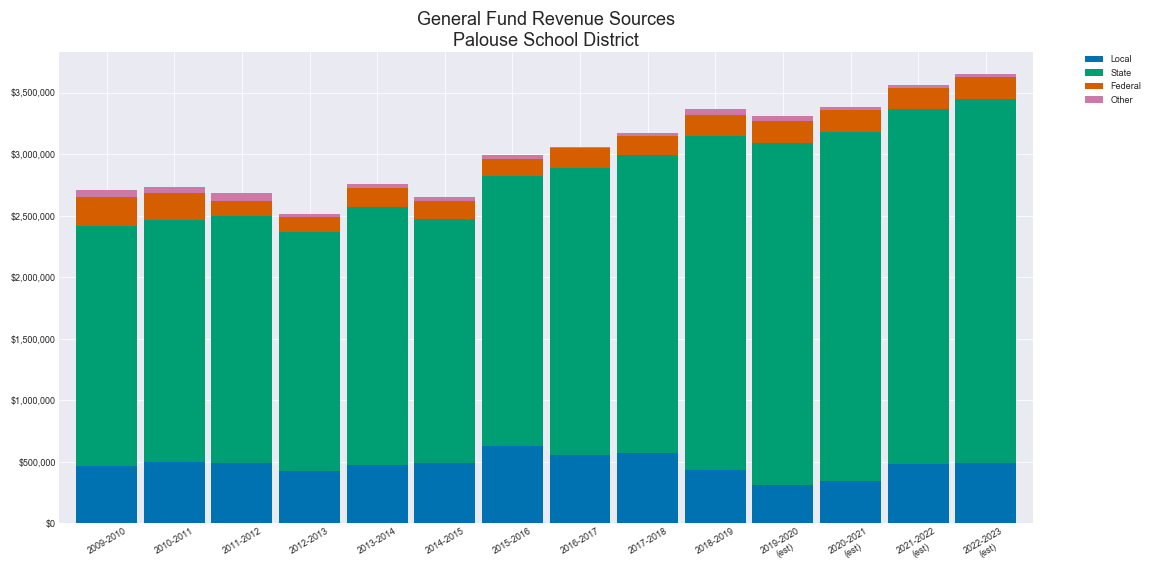 General Fund Revenue Sources
Palouse School District
Local
State
Federal
Other
$3,500,000
$3,000,000
$2,500,000
$2,000,000
$1,500,000
$1,000,000
$500,000
$0
2009-2010
2010-2011
2011-2012
2012-2013
2013-2014
2014-2015
2015-2016
2016-2017
2017-2018
2018-2019
2019-2020
(est)
2020-2021
(est)
2021-2022
(est)
2022-2023
(est)